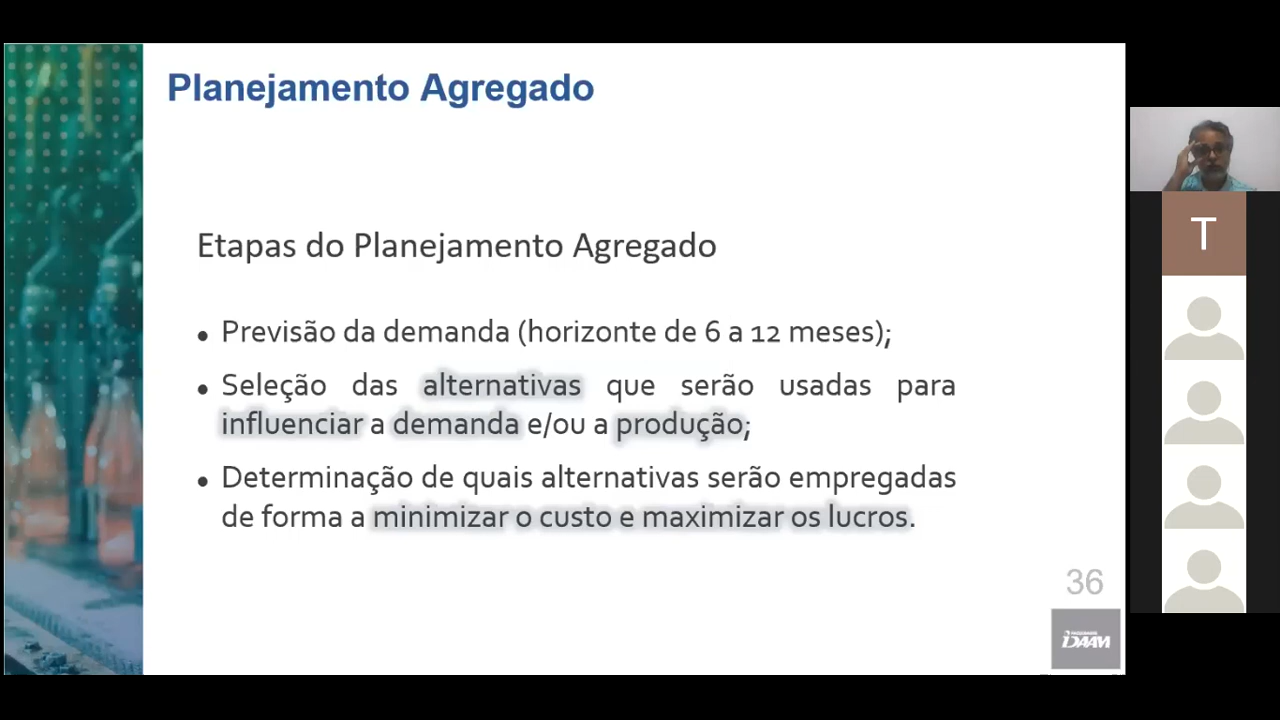 Planejamento Agregado
Etapas do Planejamento Agregado
• Previsão da demanda (horizonte de 6 a 12 meses);
• Seleção das alternativas que serão usadas para
influenciar a demanda e/ou a produção;
• Determinação de quais alternativas serão empregadas
de forma a minimizar o custo e maximizar os lucros.
36
T